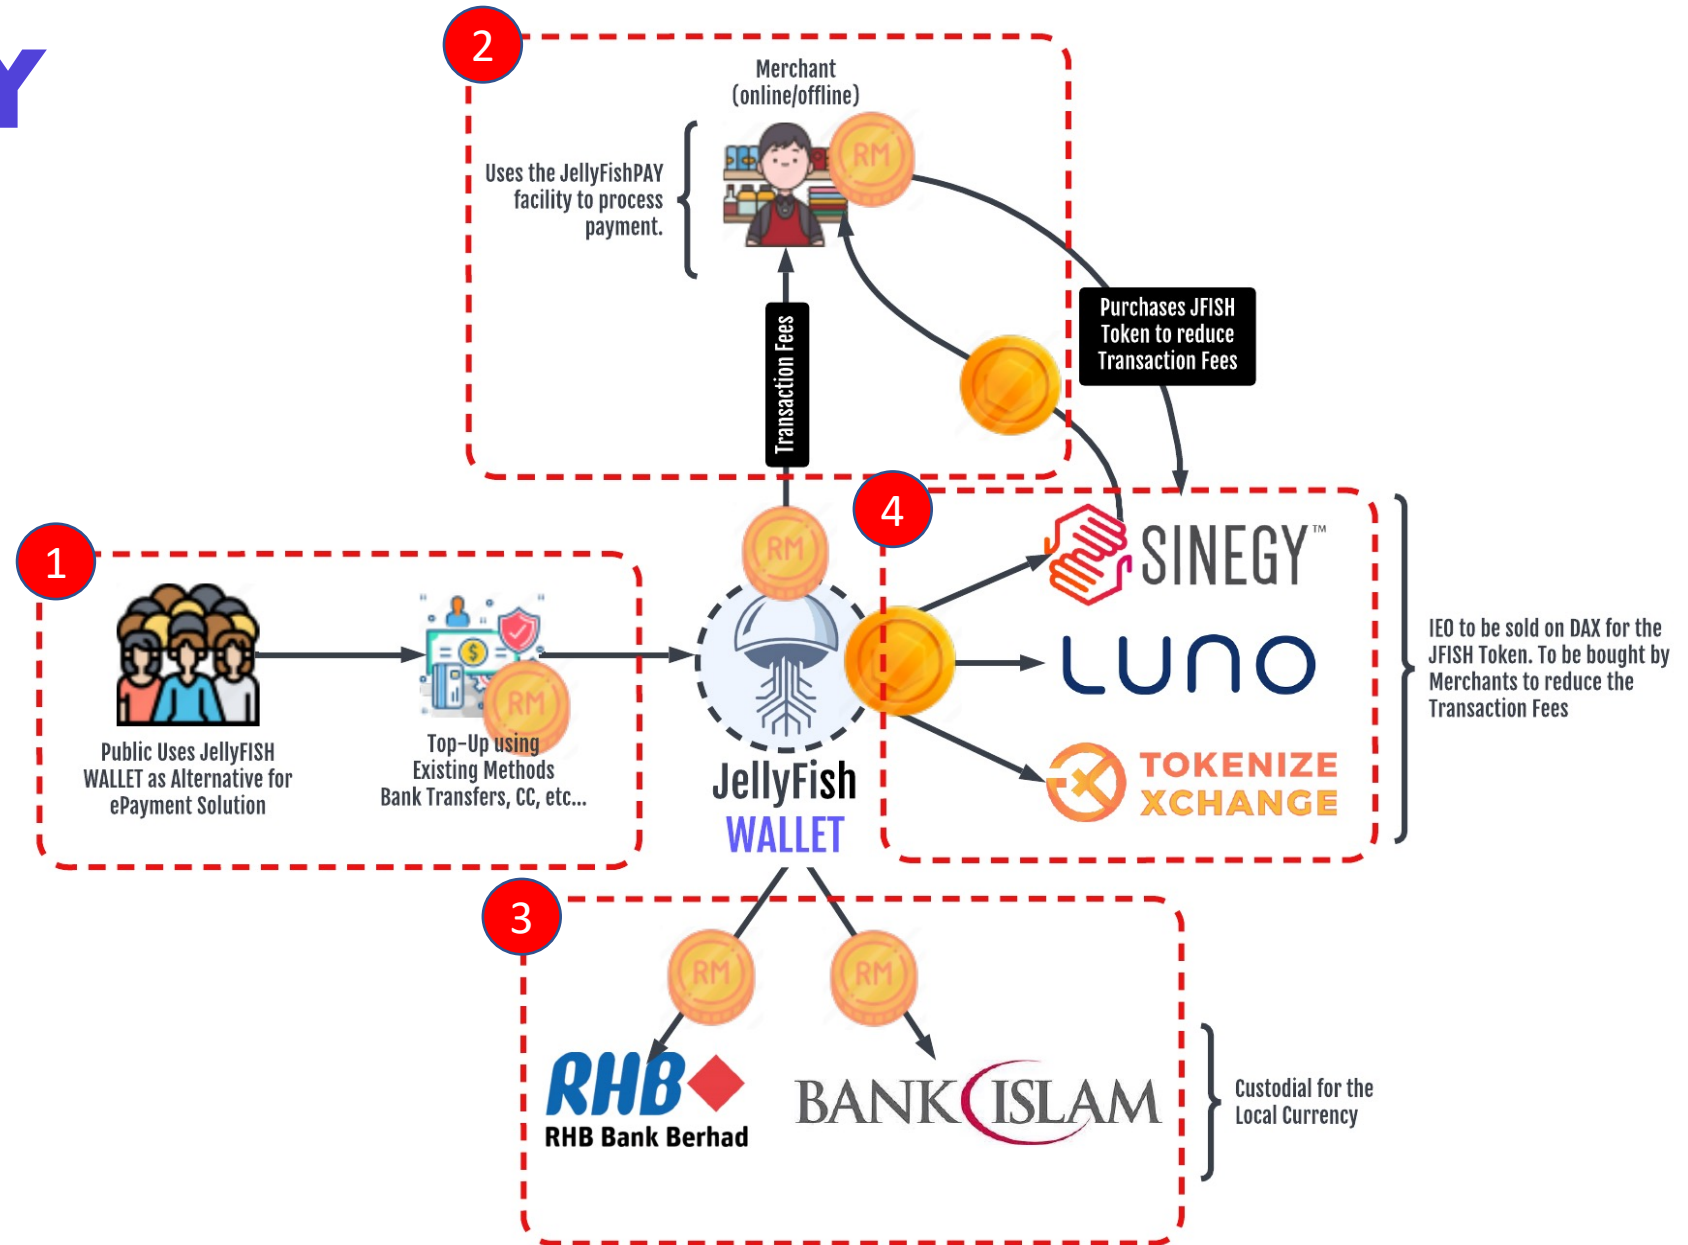 Y
2
Merchant
(online/offline)
RM
Uses the JellyFishPAY
facility to process
payment.
Transaction Fees
Purchases JFISH
Token to reduce
Transaction Fees
1
Public Uses JellyFISH
WALLET as Alternative for
ePayment Solution
RM
Top-Up using
Existing Methods
Bank Transfers, CC, etc...
RM
JellyFish
WALLET
4
SINEGY™
LUNO
TOKENIZE
XCHANGE
IEO to be sold on DAX for the
JFISH Token. To be bought by
Merchants to reduce the
Transaction Fees
3
RM
RM
RHB
RHB Bank Berhad
BANK ISLAM
Custodial for the
Local Currency